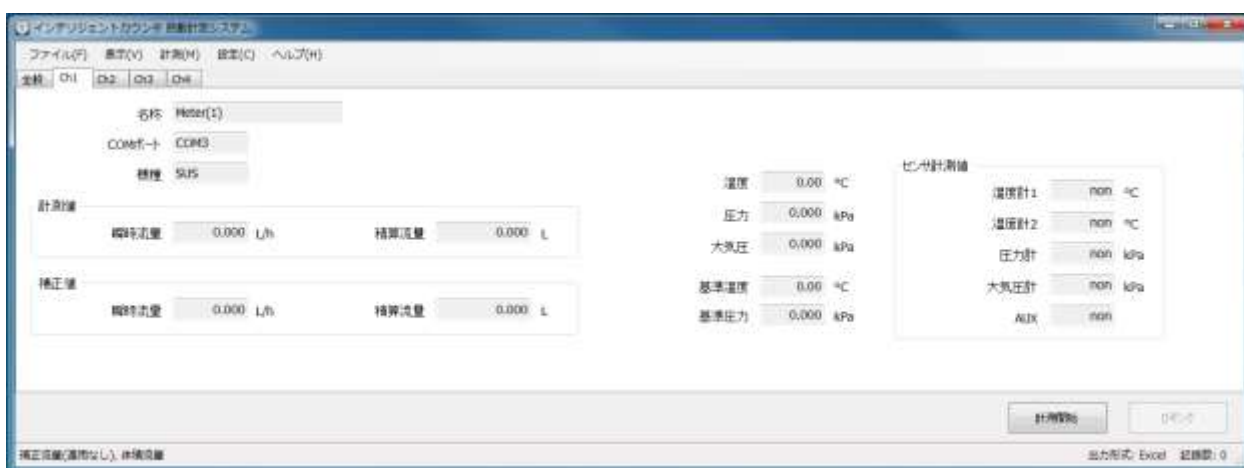 インテリジェントカウンタ 自動計測システム
ファイル(F) 表示(V) 計測(M) 設定(C) ヘルプ(H)
全般 Ch1 Ch2 Ch3 Ch4
名称 Meter(1)
COMポート COM3
機種 SUS
計測値
瞬時流量 0.000 L/h 積算流量 0.000 L
補正値
瞬時流量 0.000 L/h 積算流量 0.000 L
温度 0.00 ℃
圧力 0.000 kPa
大気圧 0.000 kPa
基準温度 0.00 ℃
基準圧力 0.000 kPa
センサ計測値
温度計1 non ℃
温度計2 non ℃
圧力計 non kPa
大気圧計 non kPa
AUX non
計測開始 ロギング
補正流量(適用なし), 体積流量 出力形式: Excel 記録数: 0